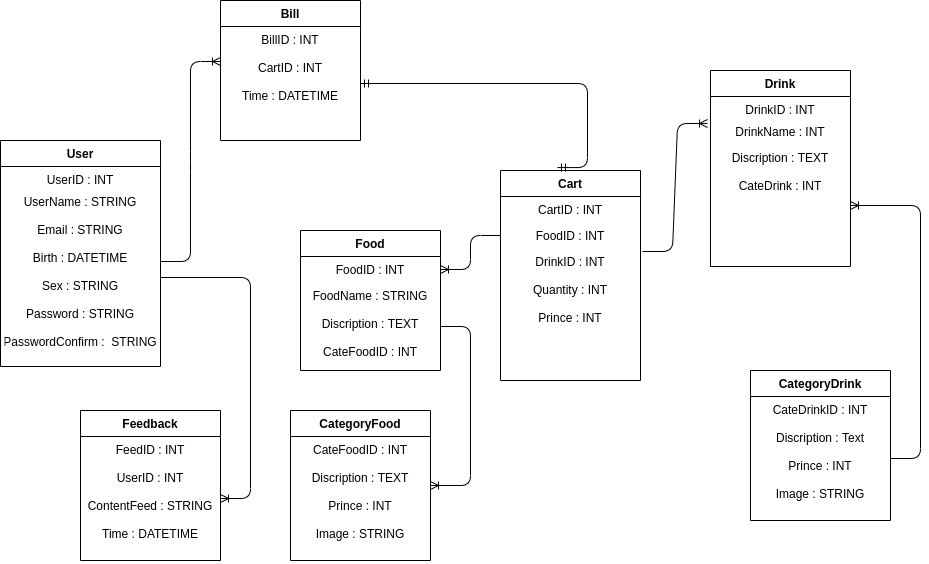 Bill
BillID : INT
CartID : INT
Time : DATETIME
User
UserID : INT
UserName : STRING
Email : STRING
Birth : DATETIME
Sex : STRING
Password : STRING
PasswordConfirm :  STRING
Feedback
FeedID : INT
UserID : INT
ContentFeed : STRING
Time : DATETIME
Food
FoodID : INT
FoodName : STRING
Discription : TEXT
CateFoodID : INT
CategoryFood
CateFoodID : INT
Discription : TEXT
Prince : INT
Image : STRING
Cart
CartID : INT
FoodID : INT
DrinkID : INT
Quantity : INT
Prince : INT
Drink
DrinkID : INT
DrinkName : INT
Discription : TEXT
CateDrink : INT
CategoryDrink
CateDrinkID : INT
Discription : Text
Prince : INT
Image : STRING